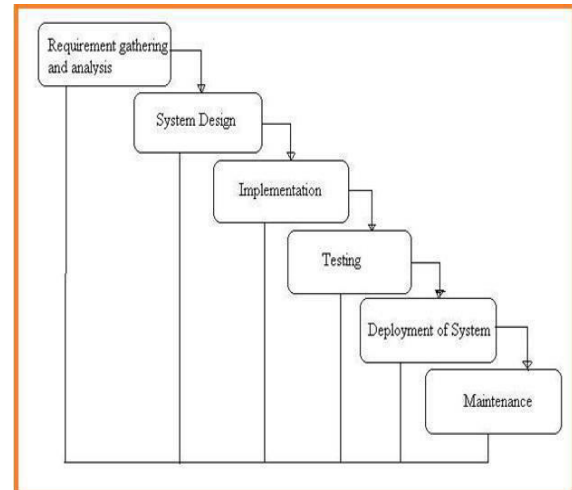 Requirement gathering
and analysis
System Design
Implementation
Testing
Deployment of System
Maintenance